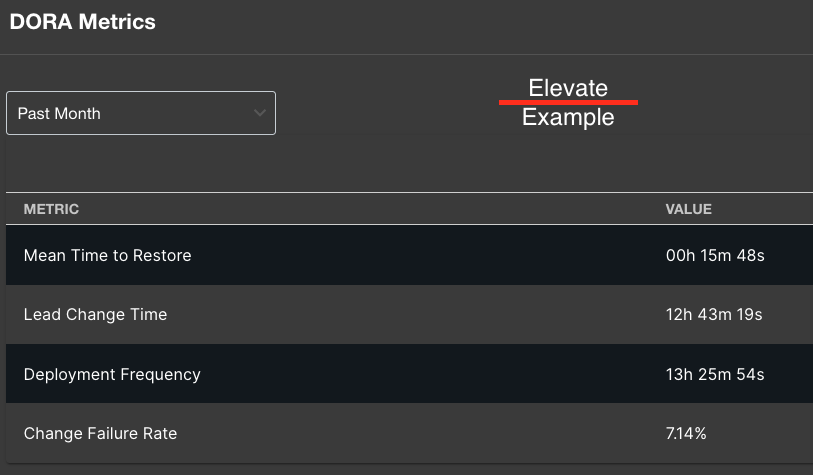 DORA Metrics
Elevate
Past Month
Example
METRIC VALUE
Mean Time to Restore 00h 15m 48s
Lead Change Time 12h 43m 19s
Deployment Frequency 13h 25m 54s
Change Failure Rate 7.14%